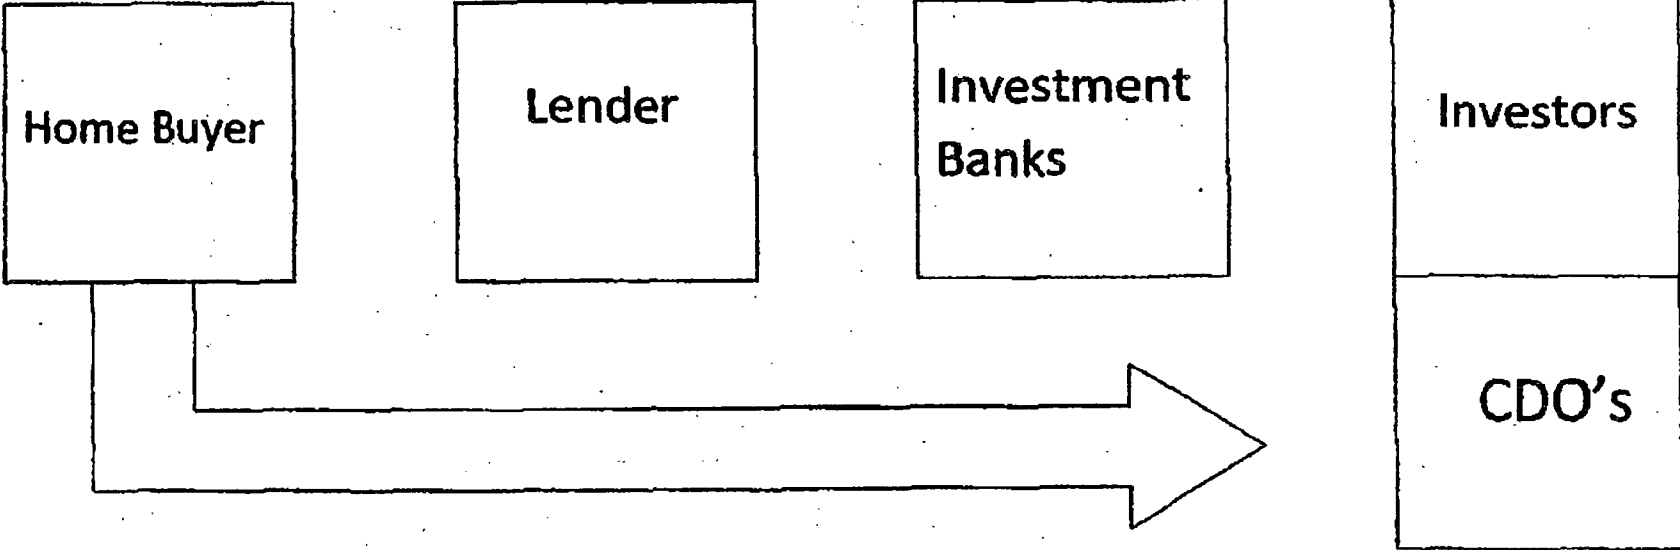 Home Buyer
Lender
Investment
Banks
Investors
CDO's